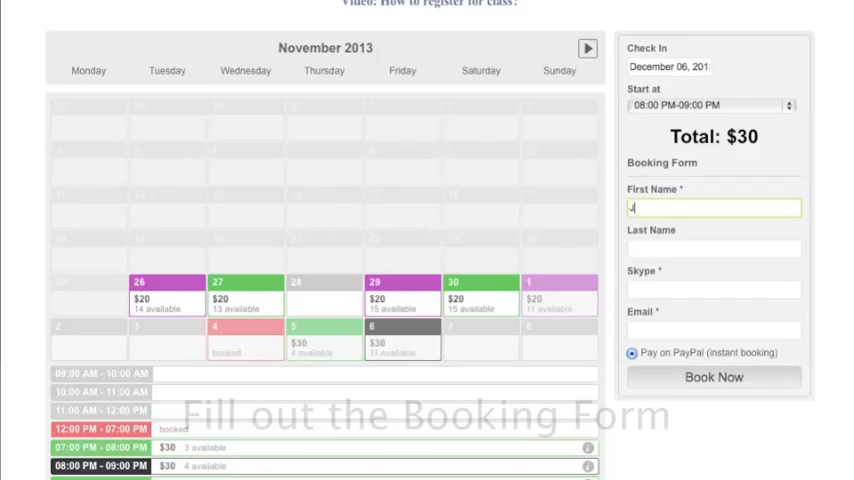 Video: How to register for class?
November 2013
Monday Tuesday Wednesday Thursday Friday Saturday Sunday
26 27 28 29 30 1
$20 $20 $20 $20 $20
14 available 13 available 15 available 15 available 11 available
2 3 4 5 6 7 8
$30 $30
booked 4 available 11 available
09:00 AM - 10:00 AM
10:00 AM - 11:00 AM
11:00 AM - 12:00 PM
12:00 PM - 07:00 PM booked
07:00 PM - 08:00 PM $30 3 available
08:00 PM - 09:00 PM $30 4 available
Fill out the Booking Form
Check In
December 06, 201
Start at
08:00 PM-09:00 PM
Total: $30
Booking Form
First Name *
J
Last Name
Skype *
Email *
Pay on PayPal (instant booking)
Book Now